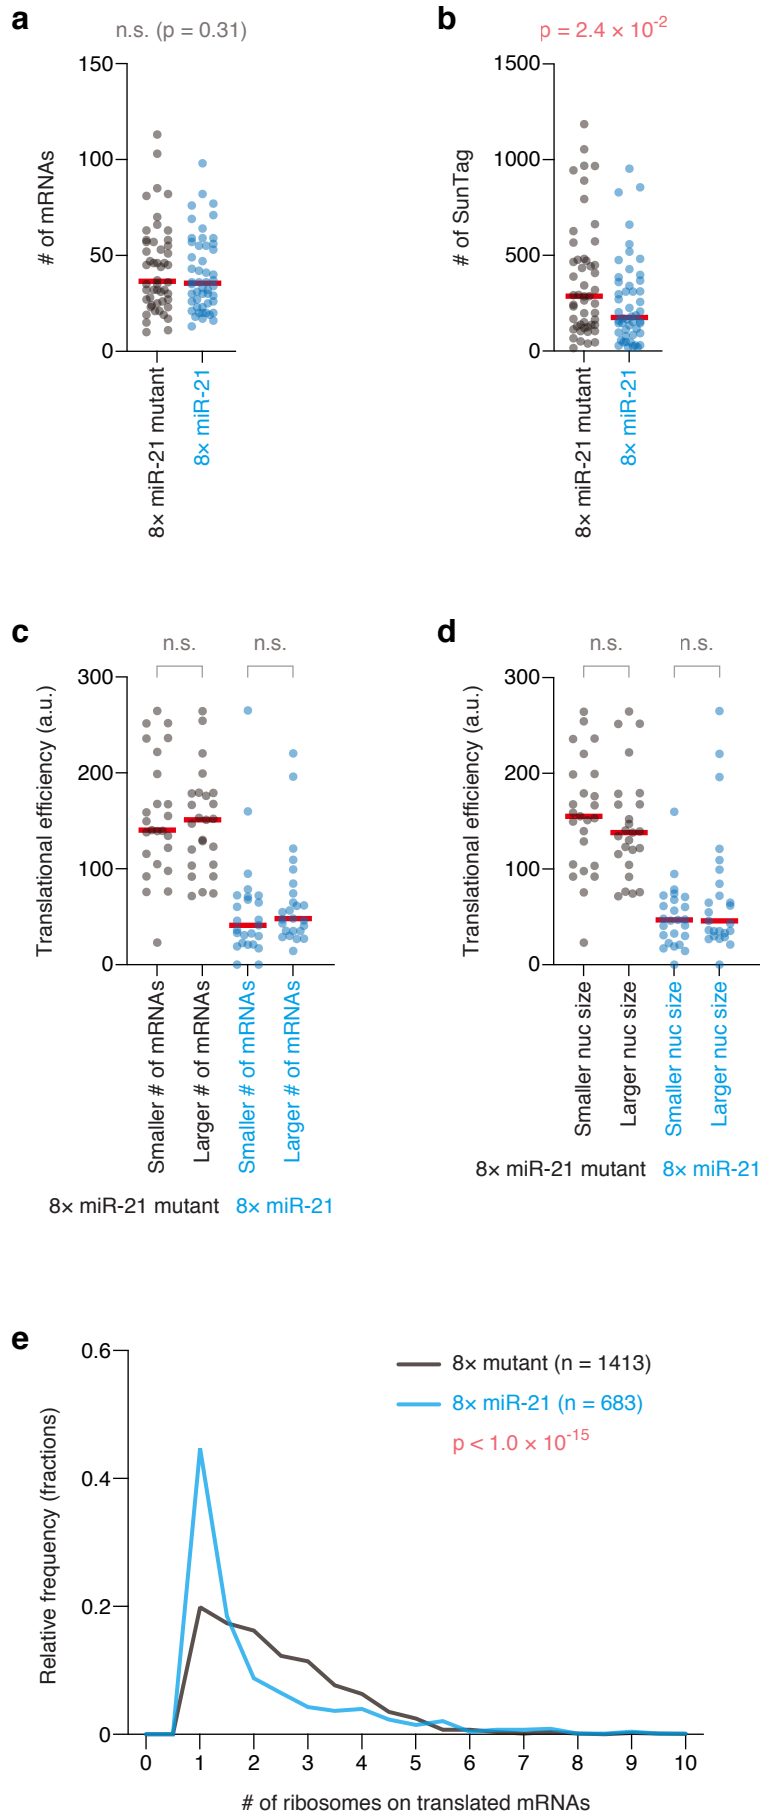 a
n.s. (p = 0.31)
# of mRNAs
150
100
50
0
8× miR-21 mutant
8× miR-21
b
p = 2.4 × 10-2
# of SunTag
1500
1000
500
0
8× miR-21 mutant
8× miR-21
c
n.s.
n.s.
Translational efficiency (a.u.)
300
200
100
0
Smaller # of mRNAs
Larger # of mRNAs
Smaller # of mRNAs
Larger # of mRNAs
8× miR-21 mutant
8× miR-21
d
n.s.
n.s.
Translational efficiency (a.u.)
300
200
100
0
Smaller nuc size
Larger nuc size
Smaller nuc size
Larger nuc size
8× miR-21 mutant
8× miR-21
e
Relative frequency (fractions)
0.6
0.4
0.2
0
8× mutant (n = 1413)
8× miR-21 (n = 683)
p < 1.0 × 10-15
0 1 2 3 4 5 6 7 8 9 10
# of ribosomes on translated mRNAs